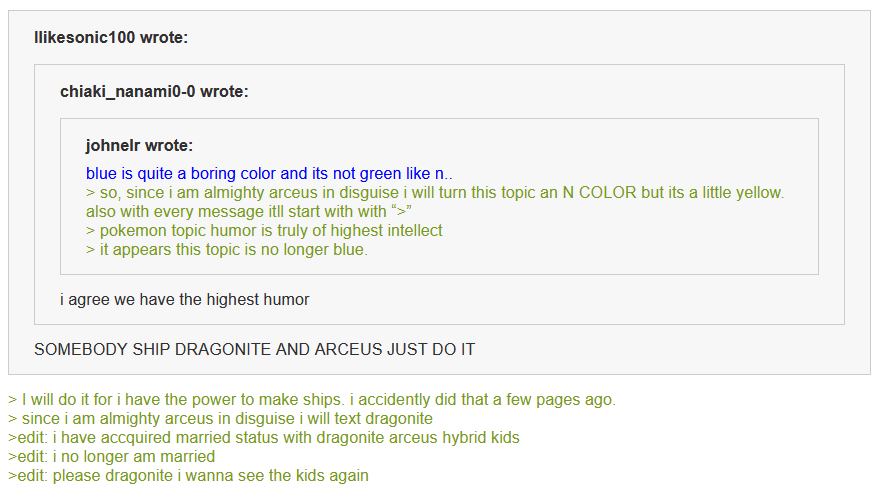 llikesonic100 wrote:
chiaki_nanami0-0 wrote:
johnelr wrote:
blue is quite a boring color and its not green like n..
> so, since i am almighty arceus in disguise i will turn this topic an N COLOR but its a little yellow.
also with every message itll start with with “>”
> pokemon topic humor is truly of highest intellect
> it appears this topic is no longer blue.
i agree we have the highest humor
SOMEBODY SHIP DRAGONITE AND ARCEUS JUST DO IT
> I will do it for i have the power to make ships. i accidently did that a few pages ago.
> since i am almighty arceus in disguise i will text dragonite
>edit: i have accquired married status with dragonite arceus hybrid kids
>edit: i no longer am married
>edit: please dragonite i wanna see the kids again